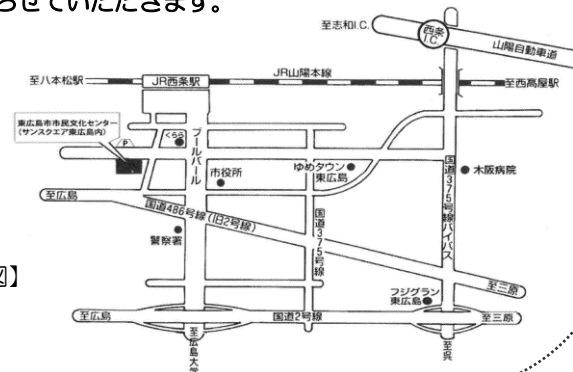 らせていただきます。
至志和I.C.
西条
I.C.
山陽自動車道
至八本松駅
JR西条駅
JR山陽本線
至西高屋駅
東広島市市民文化センター
(サンスクエア東広島内)
P
くらら
ブールバール
市役所
ゆめタウン
東広島
国道375号線バイパス
木阪病院
至広島
国道486号線(旧2号線)
国道375号線
警察署
至三原
図】
フジグラン
東広島
至広島
国道2号線
至三原
至広島大学
至呉